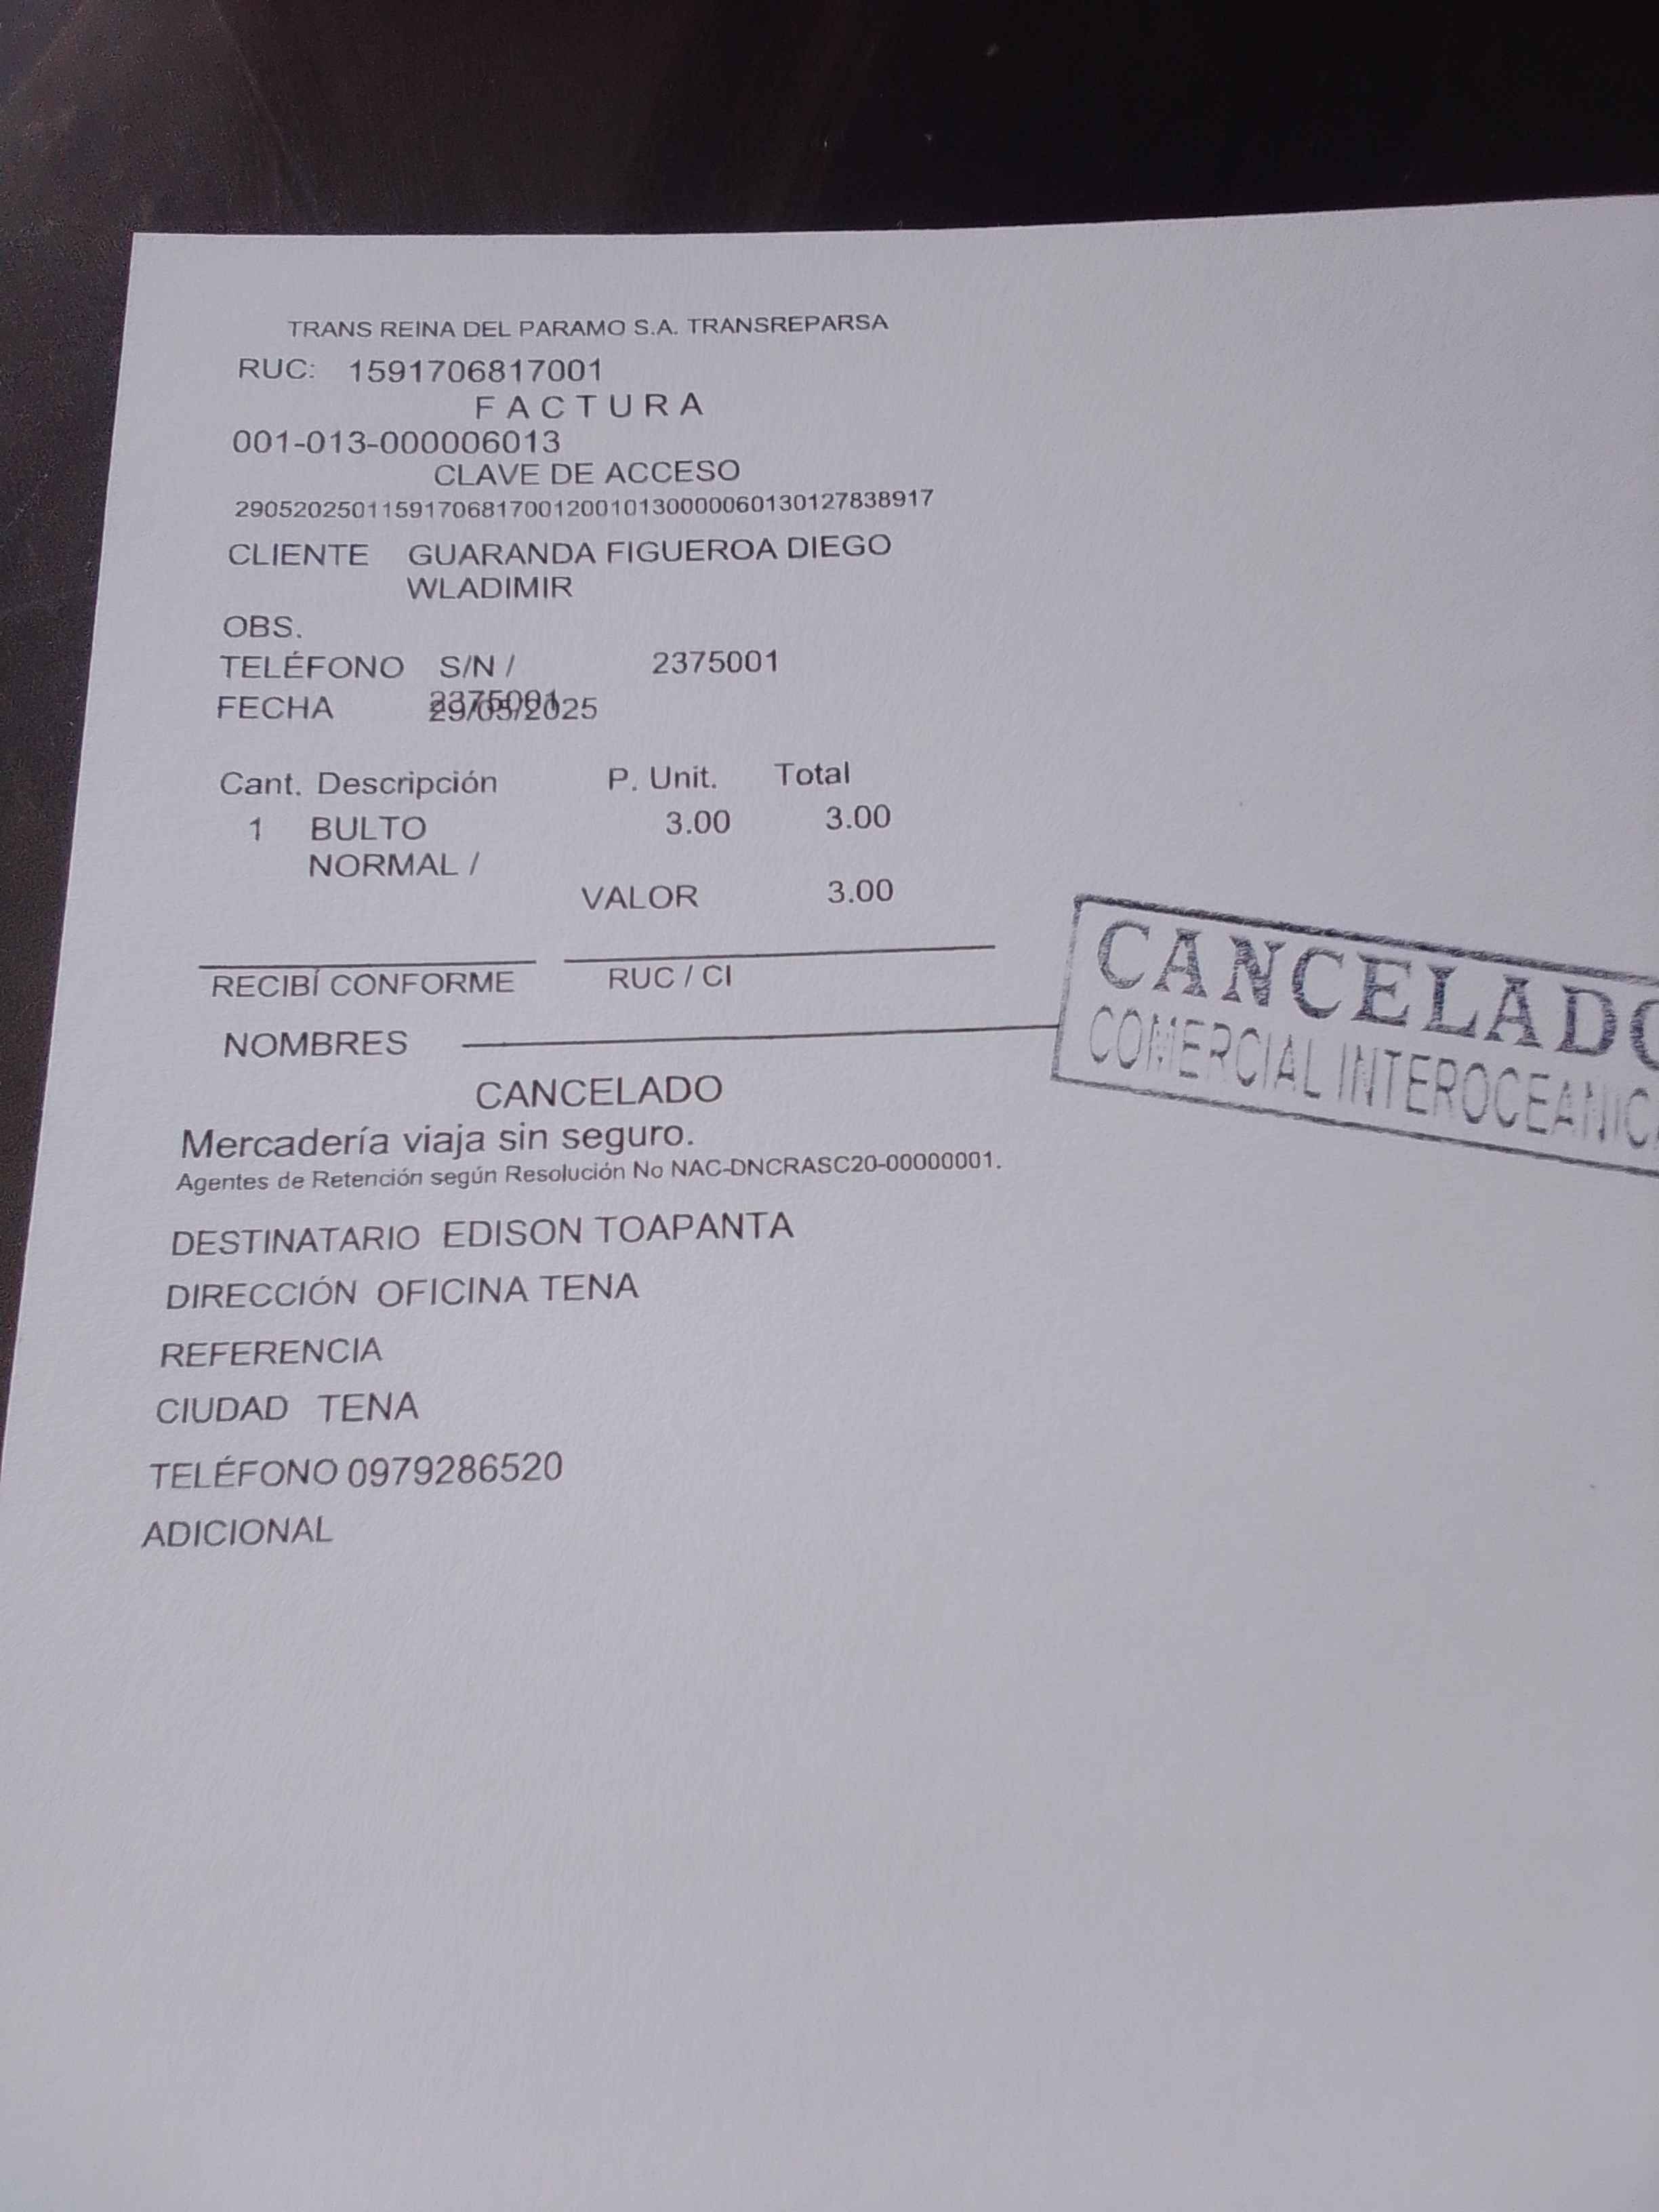 TRANS REINA DEL PARAMO S.A. TRANSREPARSA
RUC: 1591706817001
FACTURA
001-013-000006013
CLAVE DE ACCESO
2905202501159170681700120010130000060130127838917
CLIENTE GUARANDA FIGUEROA DIEGO
WLADIMIR
OBS.
TELÉFONO S/N / 2375001
2375001
FECHA 29/05/2025
Cant. Descripción P. Unit. Total
1 BULTO 3.00 3.00
NORMAL /
VALOR 3.00
RECIBÍ CONFORME RUC / CI
NOMBRES
CANCELADO
COMERCIAL INTEROCEANIC
CANCELADO
Mercadería viaja sin seguro.
Agentes de Retención según Resolución No NAC-DNCRASC20-00000001.
DESTINATARIO EDISON TOAPANTA
DIRECCIÓN OFICINA TENA
REFERENCIA
CIUDAD TENA
TELÉFONO 0979286520
ADICIONAL